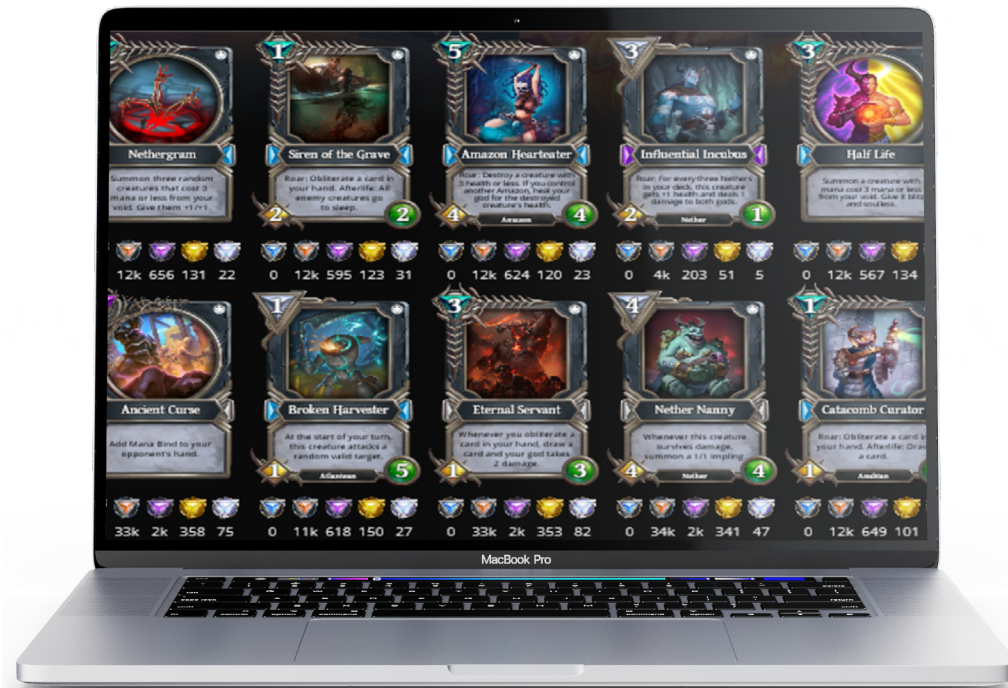 1
5
3
3
Nethergram
Siren of the Grave
Amazon Hearteater
Influential Incubus
Half Life
Summon three random
creatures that cost 3
mana or less from your
void. Give them +1/+1.
Roar: Obliterate a card in
your hand. Afterlife: All
enemy creatures go
to sleep.
Roar: Destroy a creature with
3 health or less. If you control
another Amazon, heal your
god for the destroyed
creature's health.
Roar: For every three Nethers
in your deck, this creature
gets +1 health and deals 1
damage to both gods.
Summon a creature with
mana cost 3 mana or less
from your void. Give it blitz
and soulless.
2 2
4 Amazon 4
2 Nether 1
12k 656 131 22
0 12k 595 123 31
0 12k 624 120 23
0 4k 203 51 5
0 12k 567 134
1
3
4
1
Ancient Curse
Broken Harvester
Eternal Servant
Nether Nanny
Catacomb Curator
Add Mana Bind to your
opponent's hand.
At the start of your turn,
this creature attacks a
random valid target.
Whenever you obliterate a
card in your hand, draw a
card and your god takes
2 damage.
Whenever this creature
survives damage,
summon a 1/1 impling.
Roar: Obliterate a card in
your hand. Afterlife: Draw
a card.
1 Atlantean 5
1 3
4 Nether 4
1 Anubian
33k 2k 358 75
0 11k 618 150 27
0 33k 2k 353 82
0 34k 2k 341 47
0 12k 649 101
MacBook Pro